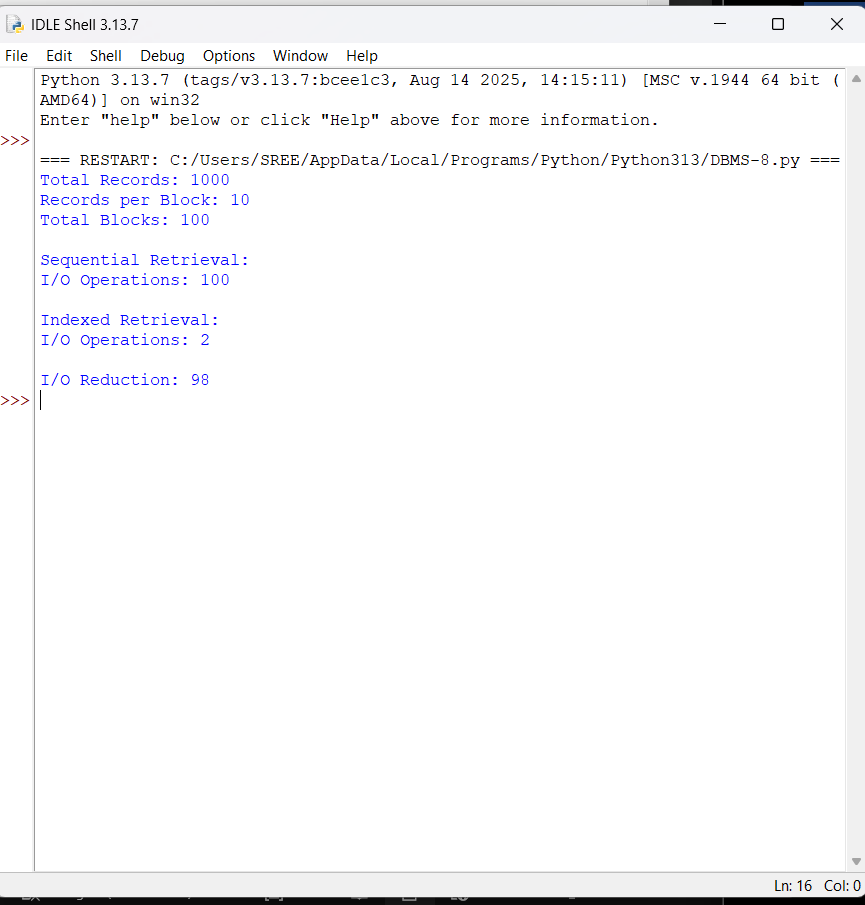 IDLE Shell 3.13.7
File Edit Shell Debug Options Window Help
Python 3.13.7 (tags/v3.13.7:bcee1c3, Aug 14 2025, 14:15:11) [MSC v.1944 64 bit (
AMD64)] on win32
Enter "help" below or click "Help" above for more information.
>>>
=== RESTART: C:/Users/SREE/AppData/Local/Programs/Python/Python313/DBMS-8.py ===
Total Records: 1000
Records per Block: 10
Total Blocks: 100
Sequential Retrieval:
I/O Operations: 100
Indexed Retrieval:
I/O Operations: 2
I/O Reduction: 98
>>>
Ln: 16 Col: 0